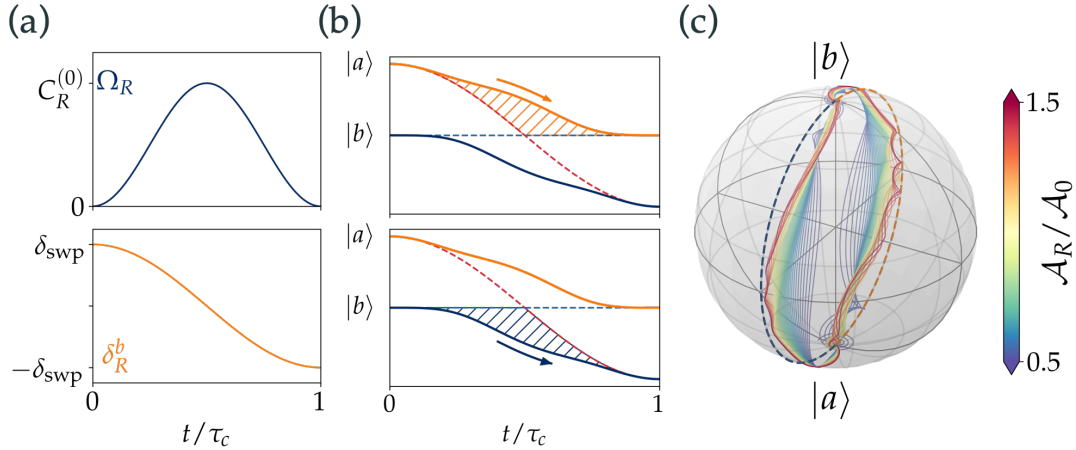 (a)
C_R^{(0)}
Ω_R
0
δ_swp
δ_R^b
−δ_swp
0
1
t/τ_c
(b)
|a⟩
|b⟩
|a⟩
|b⟩
0
1
t/τ_c
(c)
|b⟩
|a⟩
1.5
𝒜_R/𝒜_0
0.5